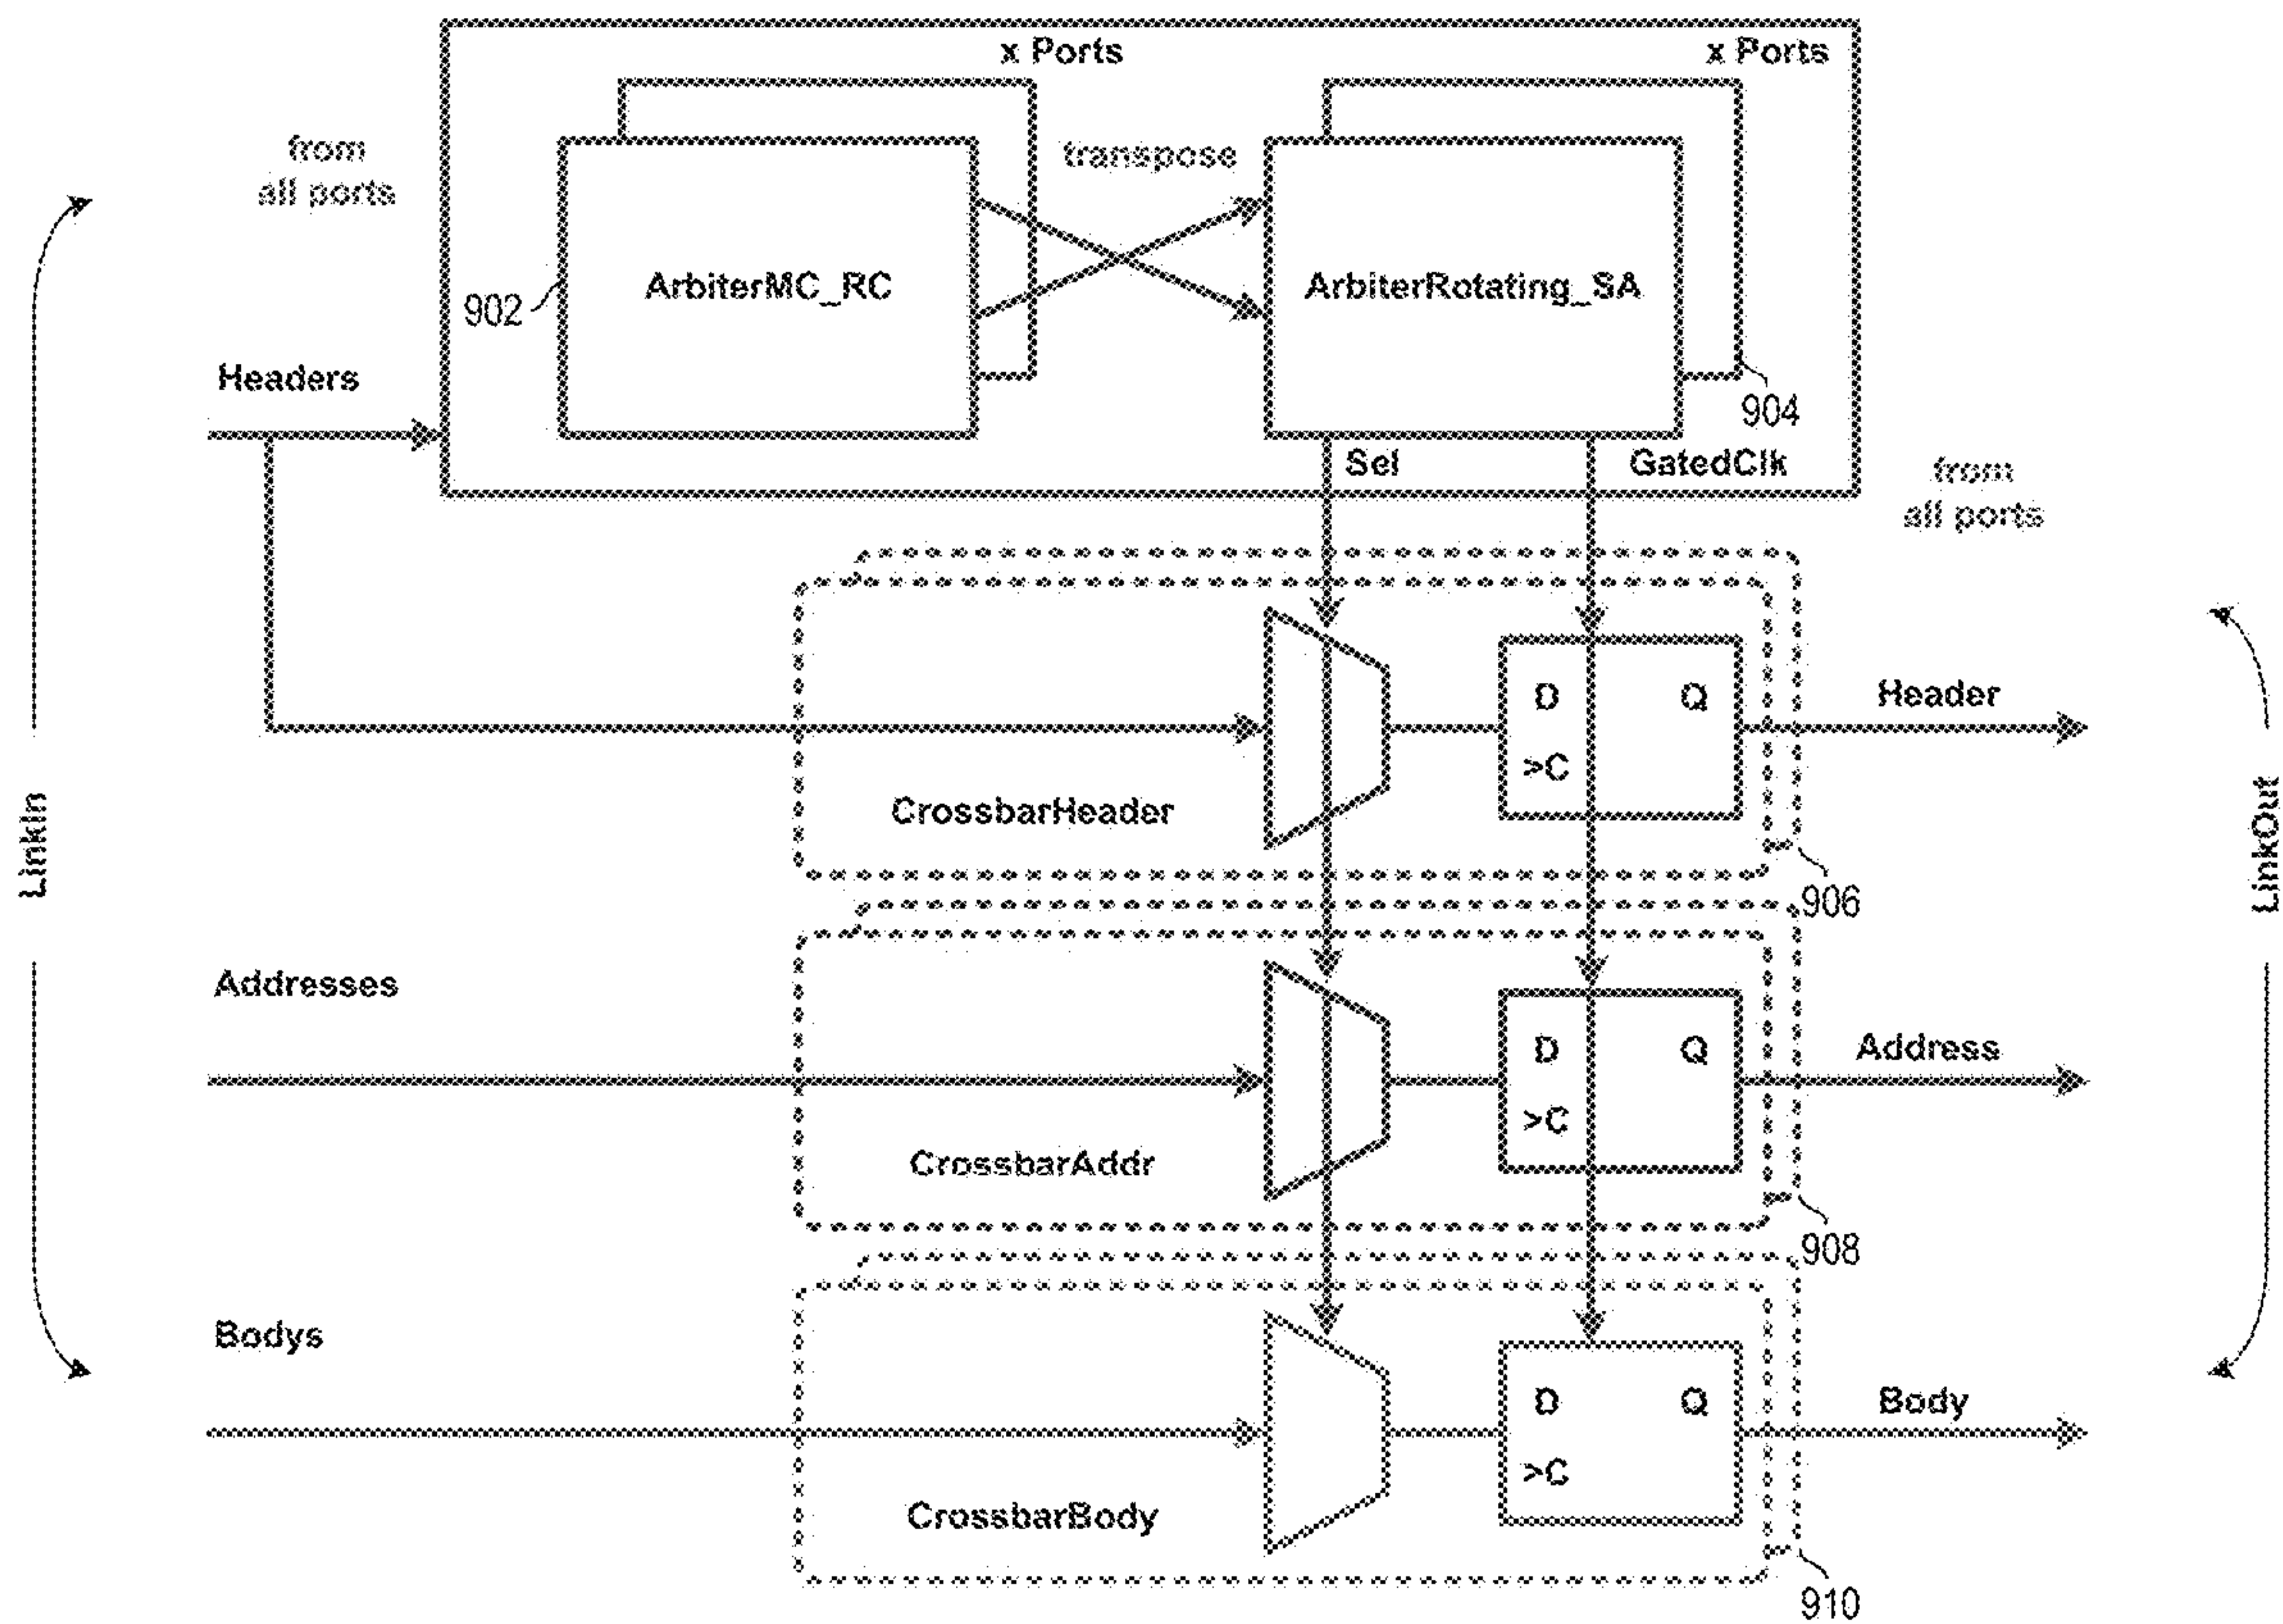 x Ports
x Ports
from
all ports
transpose
ArbiterMC_RC
ArbiterRotating_SA
902
Headers
904
Sel
GatedClk
from
all ports
D
Q
Header
>C
CrossbarHeader
LinkIn
LinkOut
906
Addresses
D
Q
Address
>C
CrossbarAddr
908
Bodys
D
Q
Body
>C
CrossbarBody
910